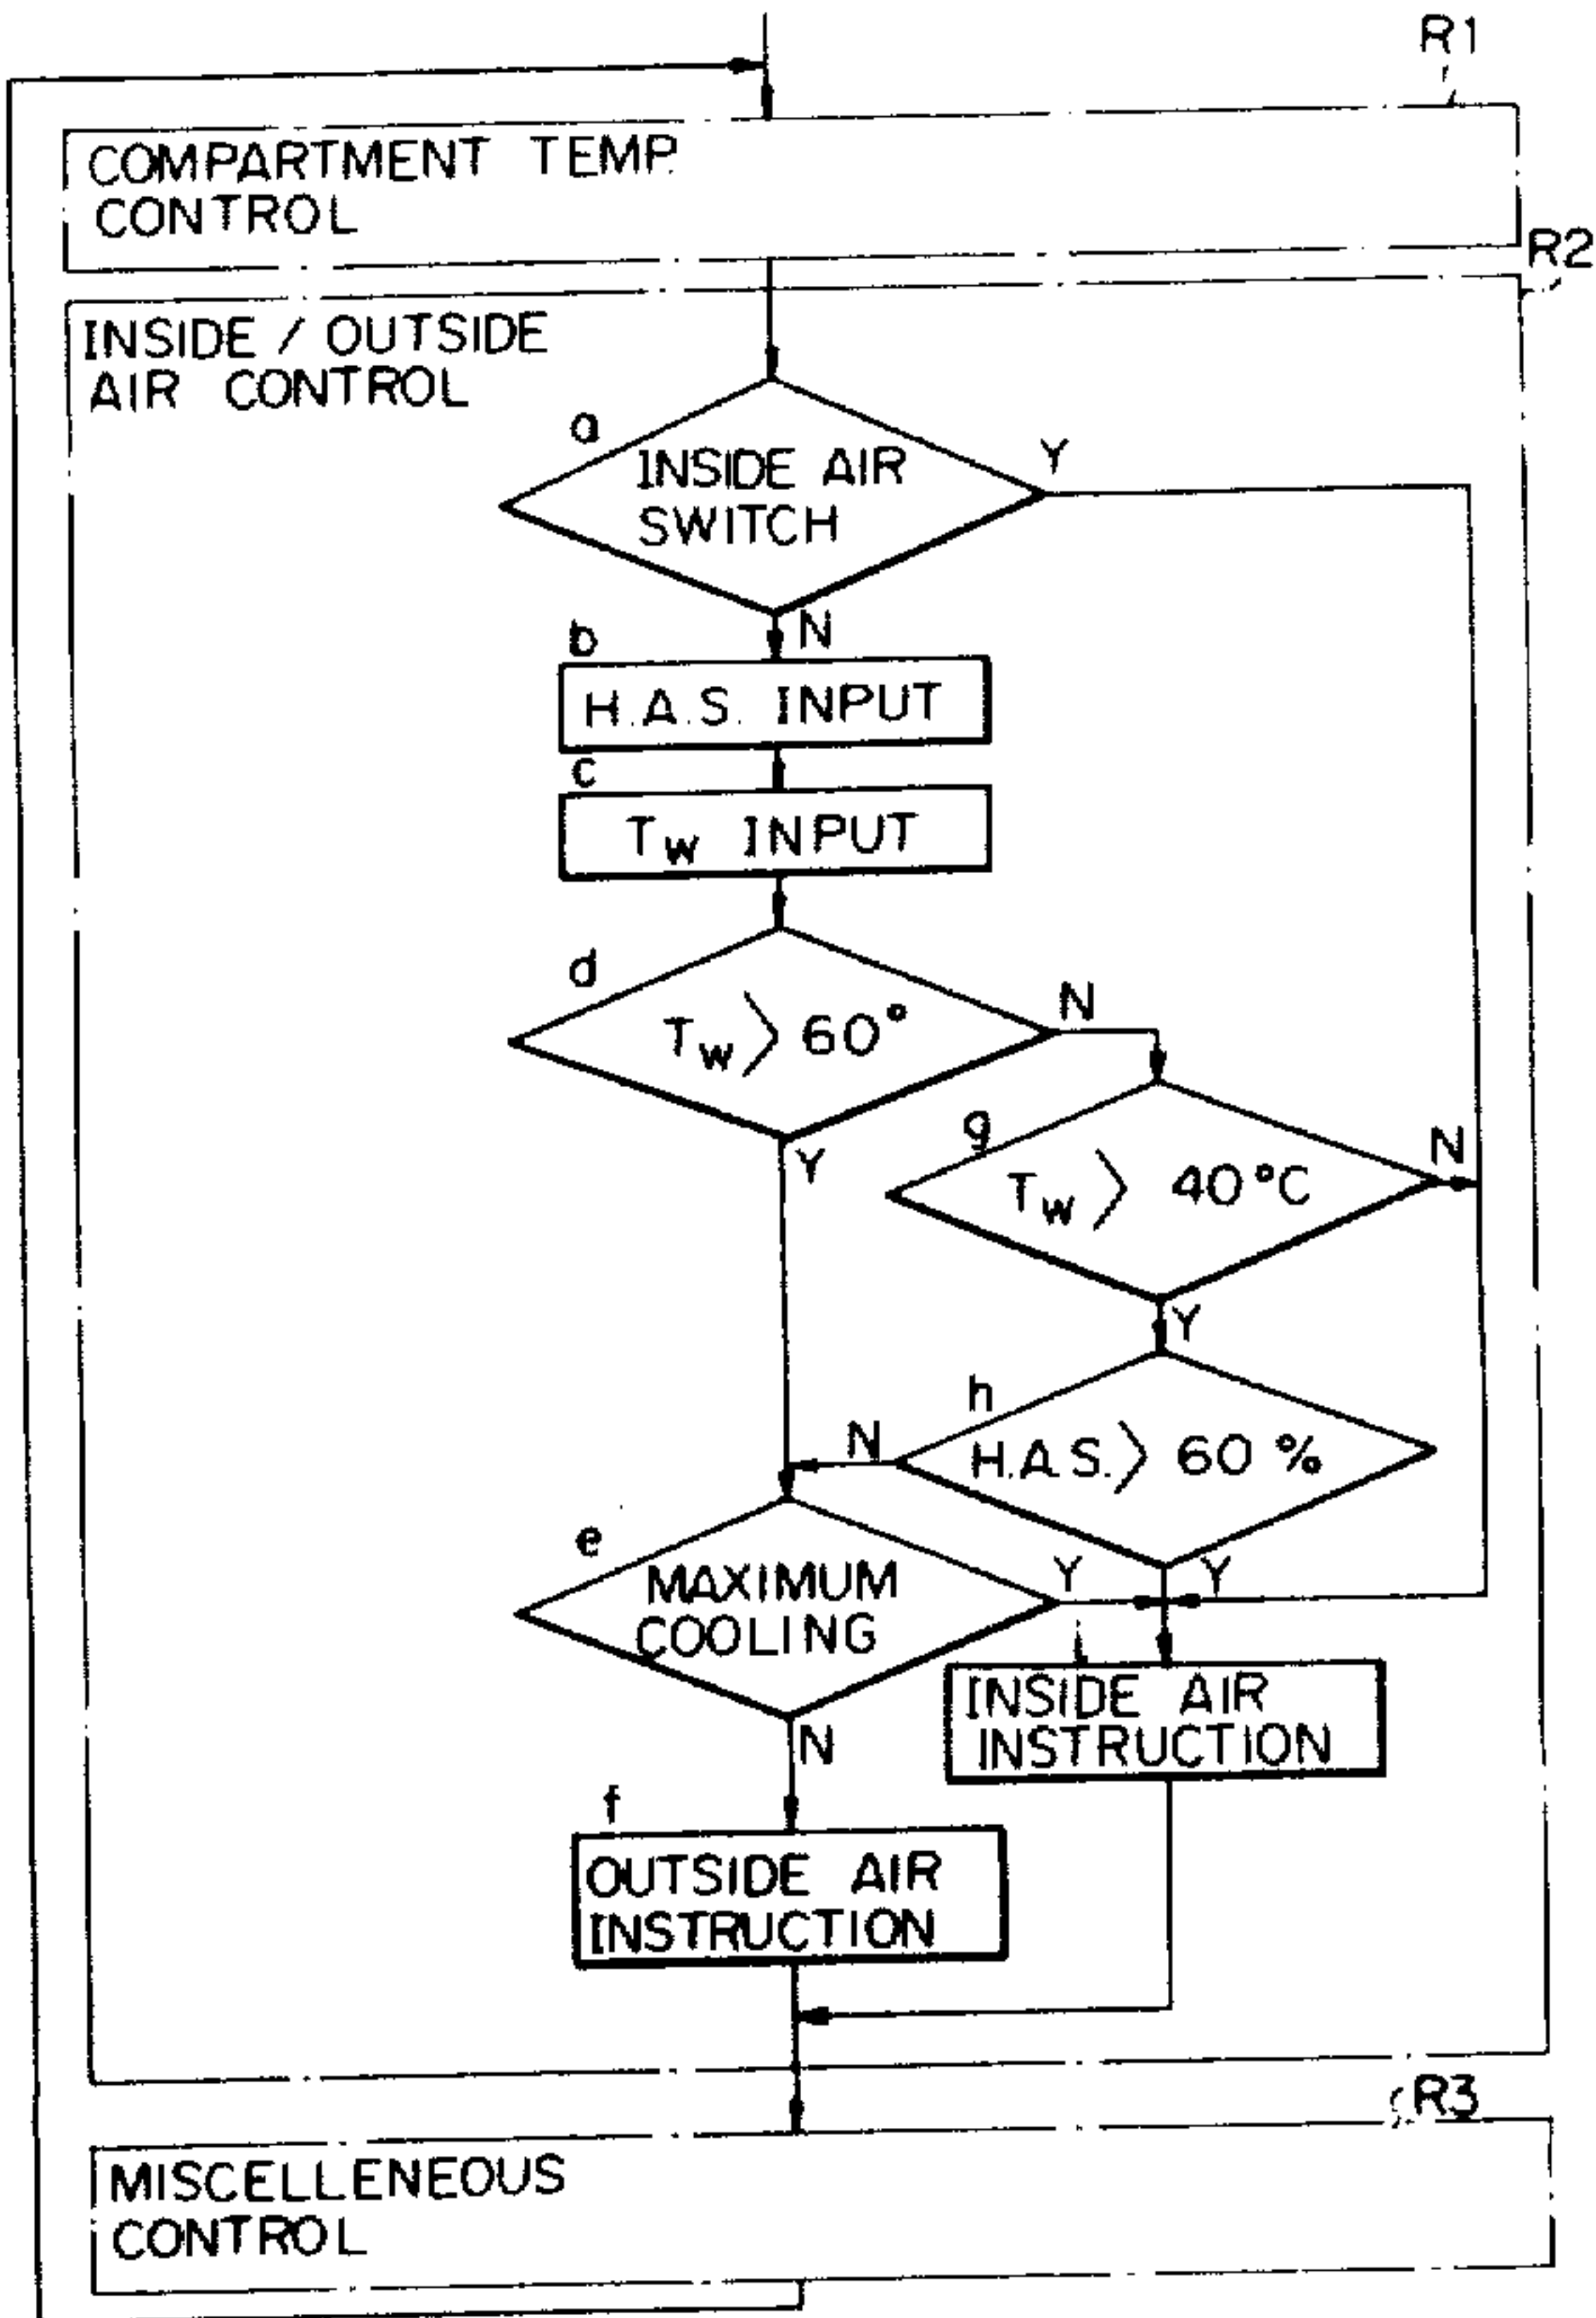 R1
COMPARTMENT TEMP.
CONTROL
R2
INSIDE / OUTSIDE
AIR CONTROL
a
INSIDE AIR
SWITCH
Y
N
b
H.A.S. INPUT
c
Tw INPUT
d
Tw > 60°
N
Y
g
Tw > 40°C
N
Y
h
H.A.S. > 60 %
N
Y
e
MAXIMUM
COOLING
Y
N
i
INSIDE AIR
INSTRUCTION
f
OUTSIDE AIR
INSTRUCTION
R3
MISCELLENEOUS
CONTROL